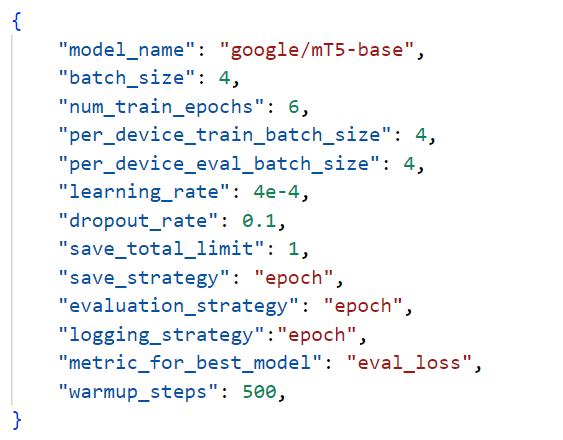 {
"model_name": "google/mT5-base",
"batch_size": 4,
"num_train_epochs": 6,
"per_device_train_batch_size": 4,
"per_device_eval_batch_size": 4,
"learning_rate": 4e-4,
"dropout_rate": 0.1,
"save_total_limit": 1,
"save_strategy": "epoch",
"evaluation_strategy": "epoch",
"logging_strategy":"epoch",
"metric_for_best_model": "eval_loss",
"warmup_steps": 500,
}